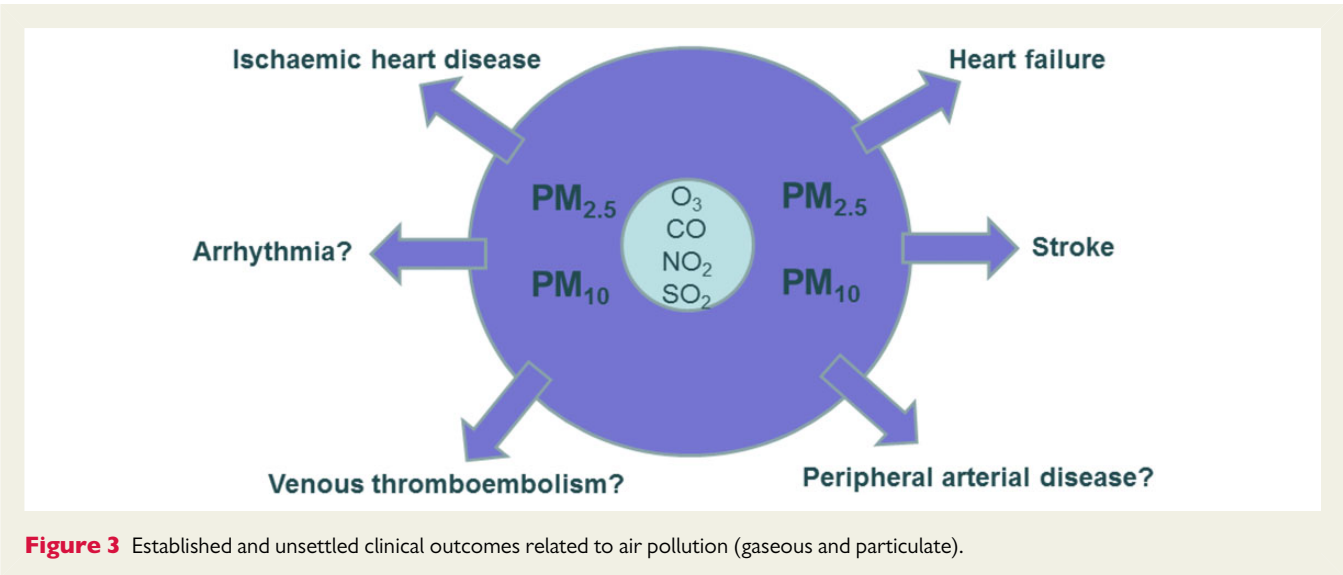 Ischaemic heart disease
Heart failure
PM2.5
O3
CO
NO2
SO2
PM2.5
PM10
PM10
Arrhythmia?
Stroke
Venous thromboembolism?
Peripheral arterial disease?
Figure 3 Established and unsettled clinical outcomes related to air pollution (gaseous and particulate).